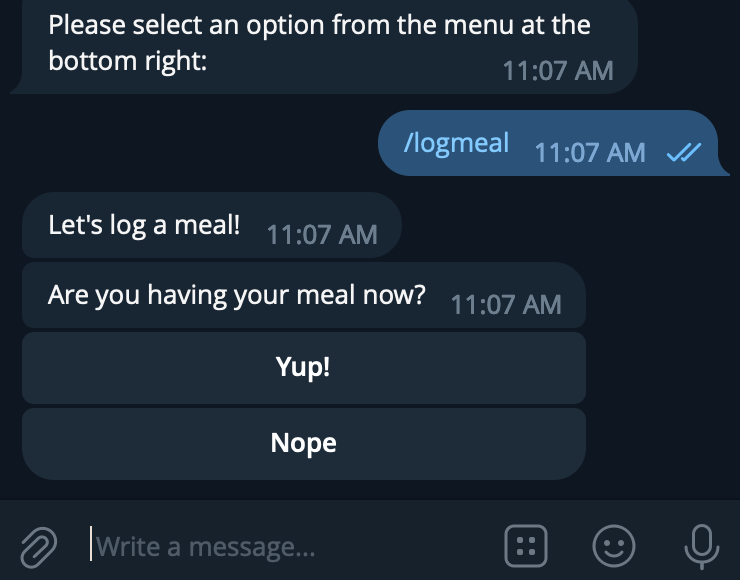 Please select an option from the menu at the
bottom right:
11:07 AM
/logmeal 11:07 AM
Let's log a meal! 11:07 AM
Are you having your meal now? 11:07 AM
Yup!
Nope
Write a message...